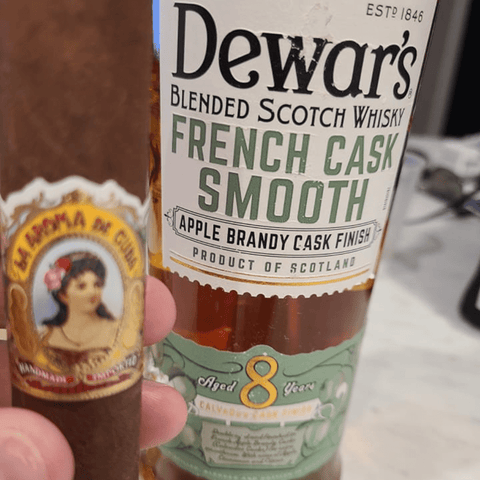 LA AROMA DE CUBA
HANDMADE IMPORTED
ESTD 1846
Dewar's
BLENDED SCOTCH WHISKY
FRENCH CASK
SMOOTH
APPLE BRANDY CASK FINISH
PRODUCT OF SCOTLAND
Aged 8 Years
CALVADOS CASK FINISH